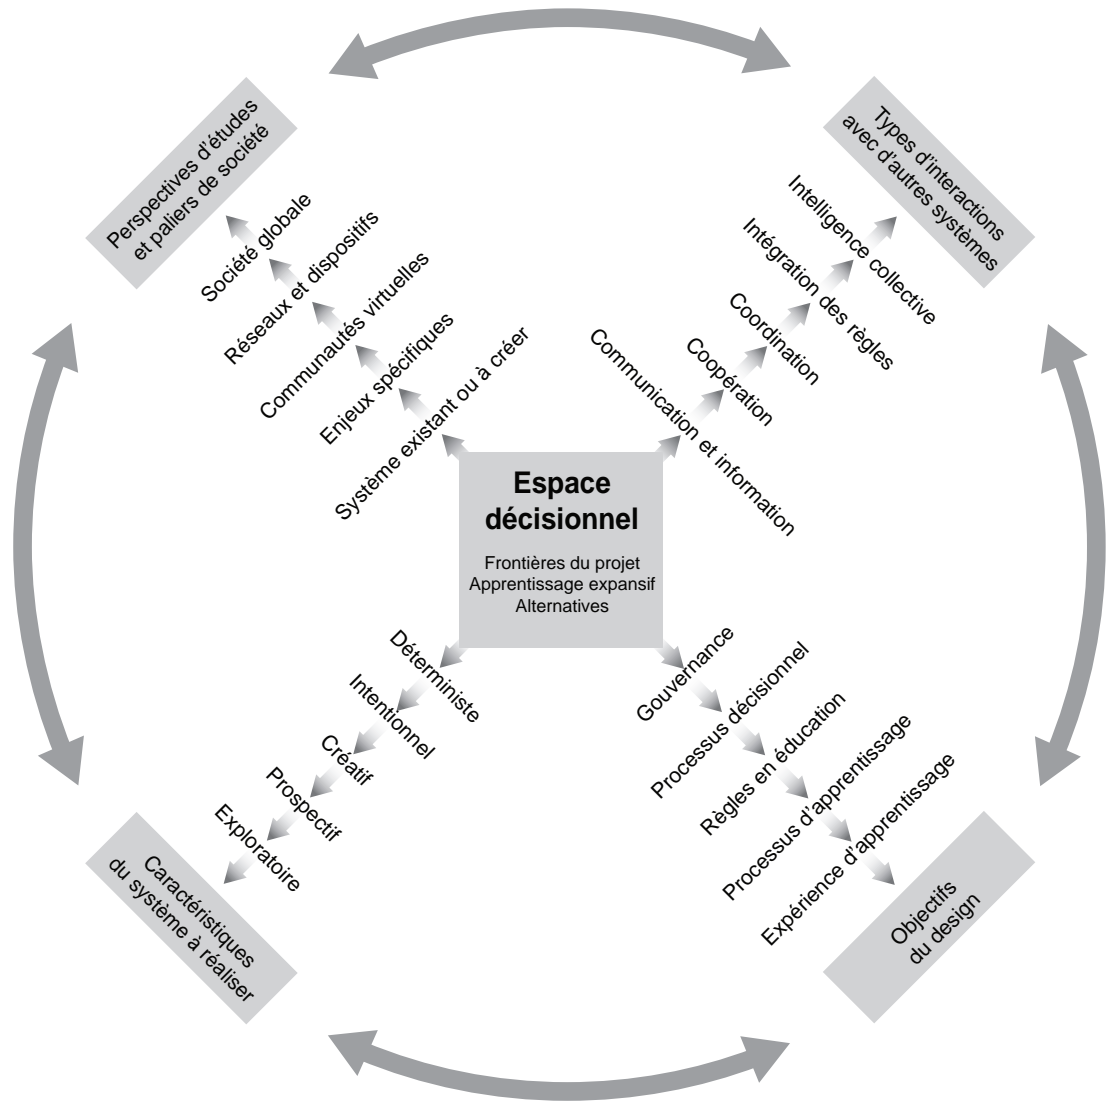 Perspectives d'études
et paliers de société
Société globale
Réseaux et dispositifs
Communautés virtuelles
Enjeux spécifiques
Système existant ou à créer
Types d'interactions
avec d'autres systèmes
Intelligence collective
Intégration des règles
Coordination
Coopération
Communication et information
Espace
décisionnel
Frontières du projet
Apprentissage expansif
Alternatives
Déterministe
Intentionnel
Créatif
Prospectif
Exploratoire
Caractéristiques
du système à réaliser
Gouvernance
Processus décisionnel
Règles en éducation
Processus d'apprentissage
Expérience d'apprentissage
Objectifs
du design